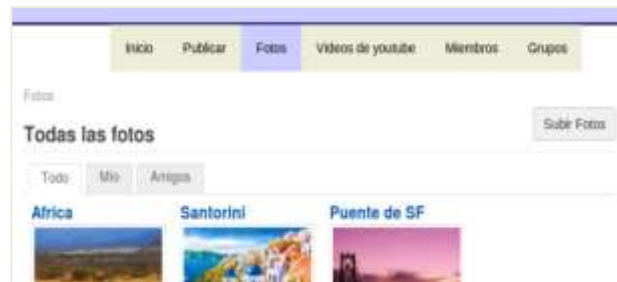 Inicio Publicar Fotos Videos de youtube Miembros Grupos
Fotos
Todas las fotos
Subir Fotos
Todo Mio Amigos
Africa Santorini Puente de SF